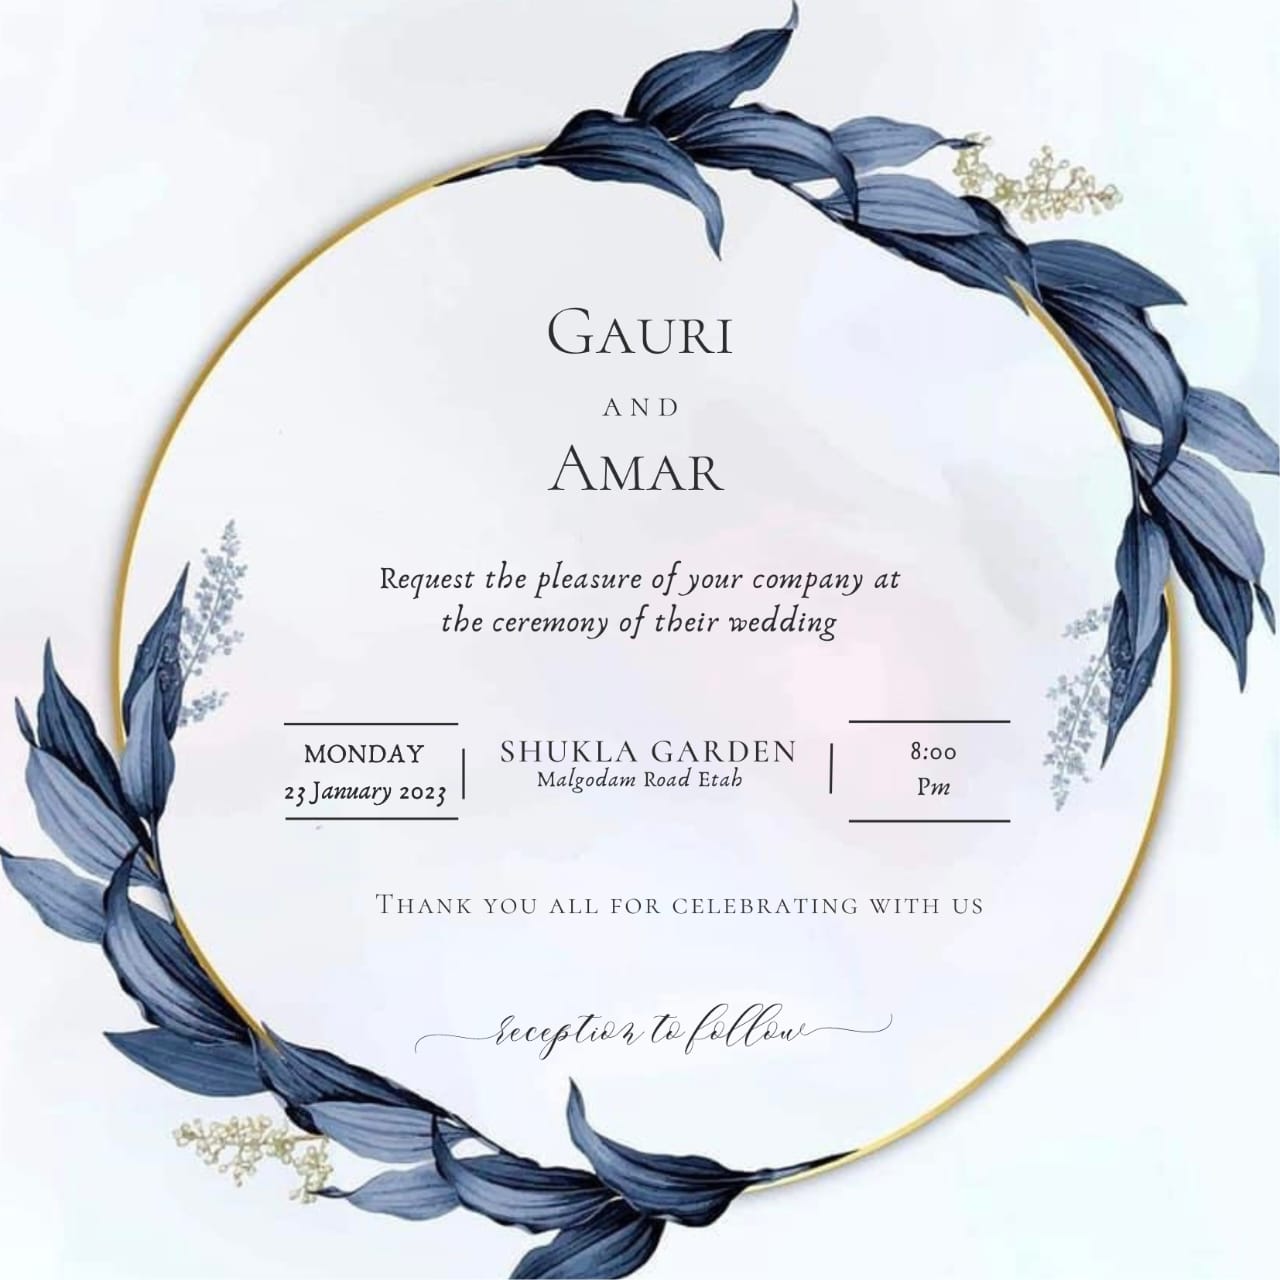 GAURI
AND
AMAR
Request the pleasure of your company at
the ceremony of their wedding
MONDAY
23 January 2023
SHUKLA GARDEN
Malgodam Road Etah
8:00
Pm
THANK YOU ALL FOR CELEBRATING WITH US
reception to follow